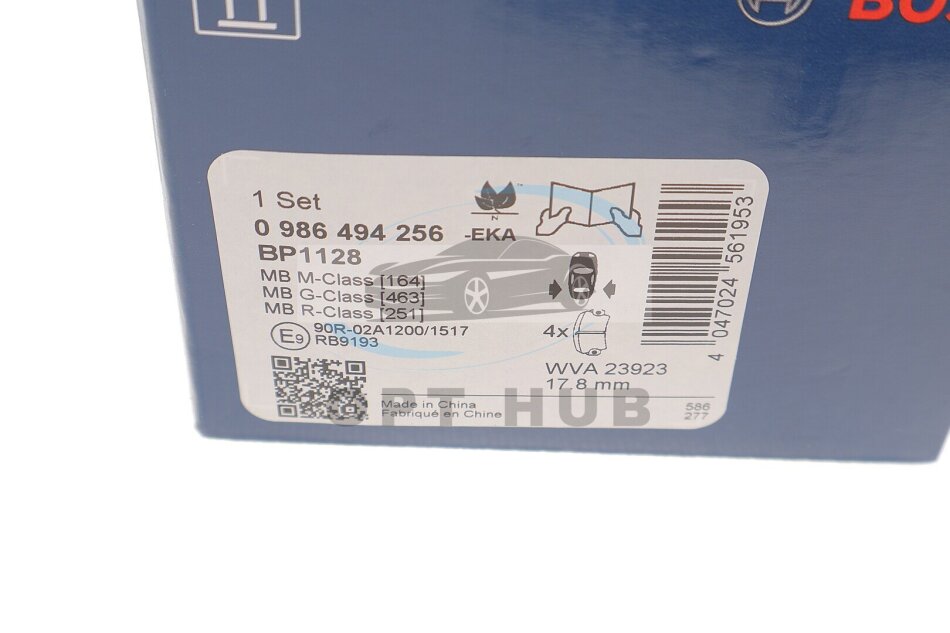 1 Set
0 986 494 256 -EKA
N
BP1128
MB M-Class [164]
MB G-Class [463]
MB R-Class [251]
E9 90R-02A1200/1517
RB9193
4x
WVA 23923
17.8 mm
Made in China
Fabriqué en Chine
586
277
4 047024 561953
HUB